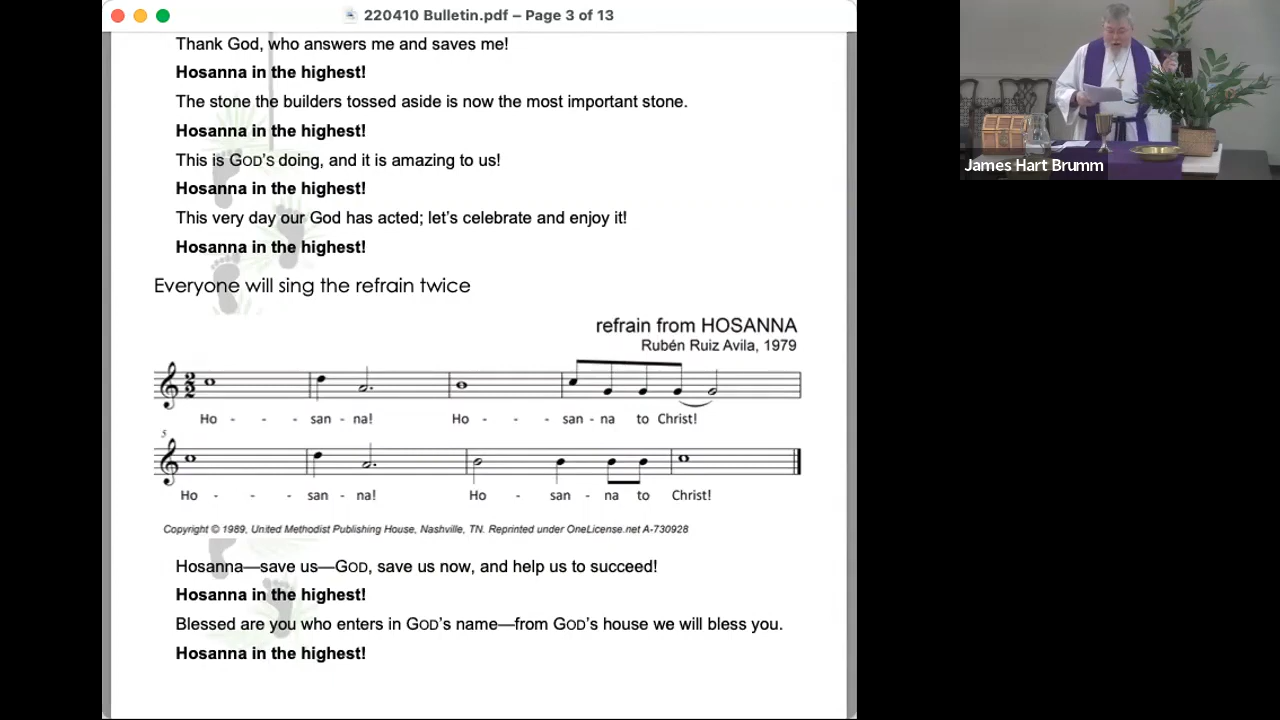 220410 Bulletin.pdf – Page 3 of 13
Thank God, who answers me and saves me!
Hosanna in the highest!
The stone the builders tossed aside is now the most important stone.
Hosanna in the highest!
This is GOD's doing, and it is amazing to us!
Hosanna in the highest!
This very day our God has acted; let's celebrate and enjoy it!
Hosanna in the highest!
Everyone will sing the refrain twice
refrain from HOSANNA
Rubén Ruiz Avila, 1979
2
2
Ho - - - san - na! Ho - - - san - na to Christ!
5
Ho - - - san - na! Ho - san - na to Christ!
Copyright © 1989, United Methodist Publishing House, Nashville, TN. Reprinted under OneLicense.net A-730928
Hosanna—save us—GOD, save us now, and help us to succeed!
Hosanna in the highest!
Blessed are you who enters in GOD's name—from GOD's house we will bless you.
Hosanna in the highest!
James Hart Brumm